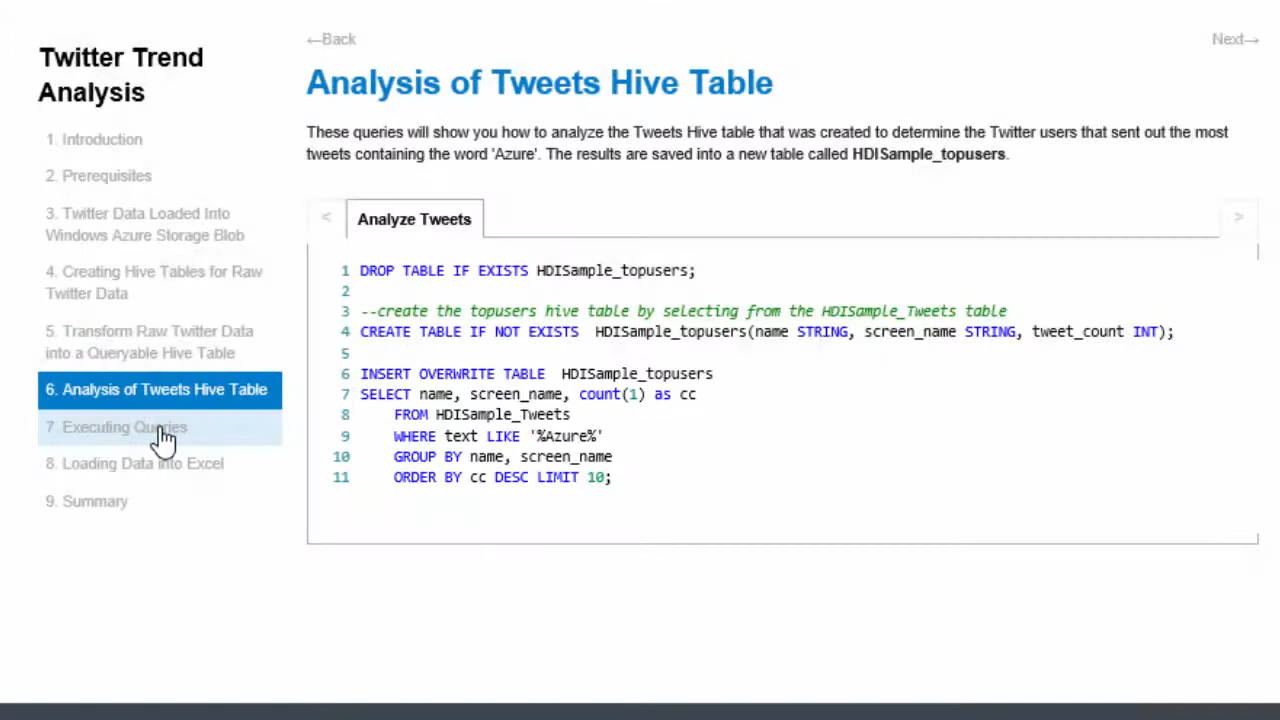 Twitter Trend
Analysis
1. Introduction
2. Prerequisites
3. Twitter Data Loaded Into
Windows Azure Storage Blob
4. Creating Hive Tables for Raw
Twitter Data
5. Transform Raw Twitter Data
into a Queryable Hive Table
6. Analysis of Tweets Hive Table
7. Executing Queries
8. Loading Data into Excel
9. Summary
←Back
Next→
Analysis of Tweets Hive Table
These queries will show you how to analyze the Tweets Hive table that was created to determine the Twitter users that sent out the most
tweets containing the word 'Azure'. The results are saved into a new table called HDISample_topusers.
<
Analyze Tweets
>
1 DROP TABLE IF EXISTS HDISample_topusers;
2
3 --create the topusers hive table by selecting from the HDISample_Tweets table
4 CREATE TABLE IF NOT EXISTS  HDISample_topusers(name STRING, screen_name STRING, tweet_count INT);
5
6 INSERT OVERWRITE TABLE  HDISample_topusers
7 SELECT name, screen_name, count(1) as cc
8     FROM HDISample_Tweets
9     WHERE text LIKE '%Azure%'
10     GROUP BY name, screen_name
11     ORDER BY cc DESC LIMIT 10;